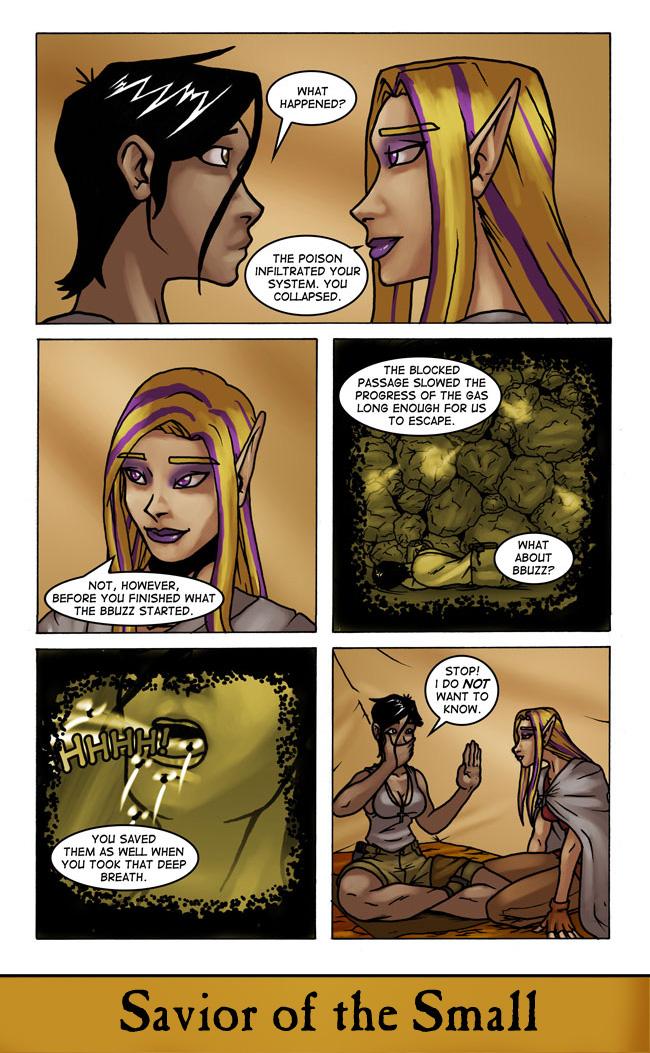 WHAT
HAPPENED?
THE POISON
INFILTRATED YOUR
SYSTEM. YOU
COLLAPSED.
NOT, HOWEVER,
BEFORE YOU FINISHED WHAT
THE BBUZZ STARTED.
THE BLOCKED
PASSAGE SLOWED THE
PROGRESS OF THE GAS
LONG ENOUGH FOR US
TO ESCAPE.
WHAT
ABOUT
BBUZZ?
HHHHH!
YOU SAVED
THEM AS WELL WHEN
YOU TOOK THAT DEEP
BREATH.
STOP!
I DO NOT
WANT TO
KNOW.
Savior of the Small